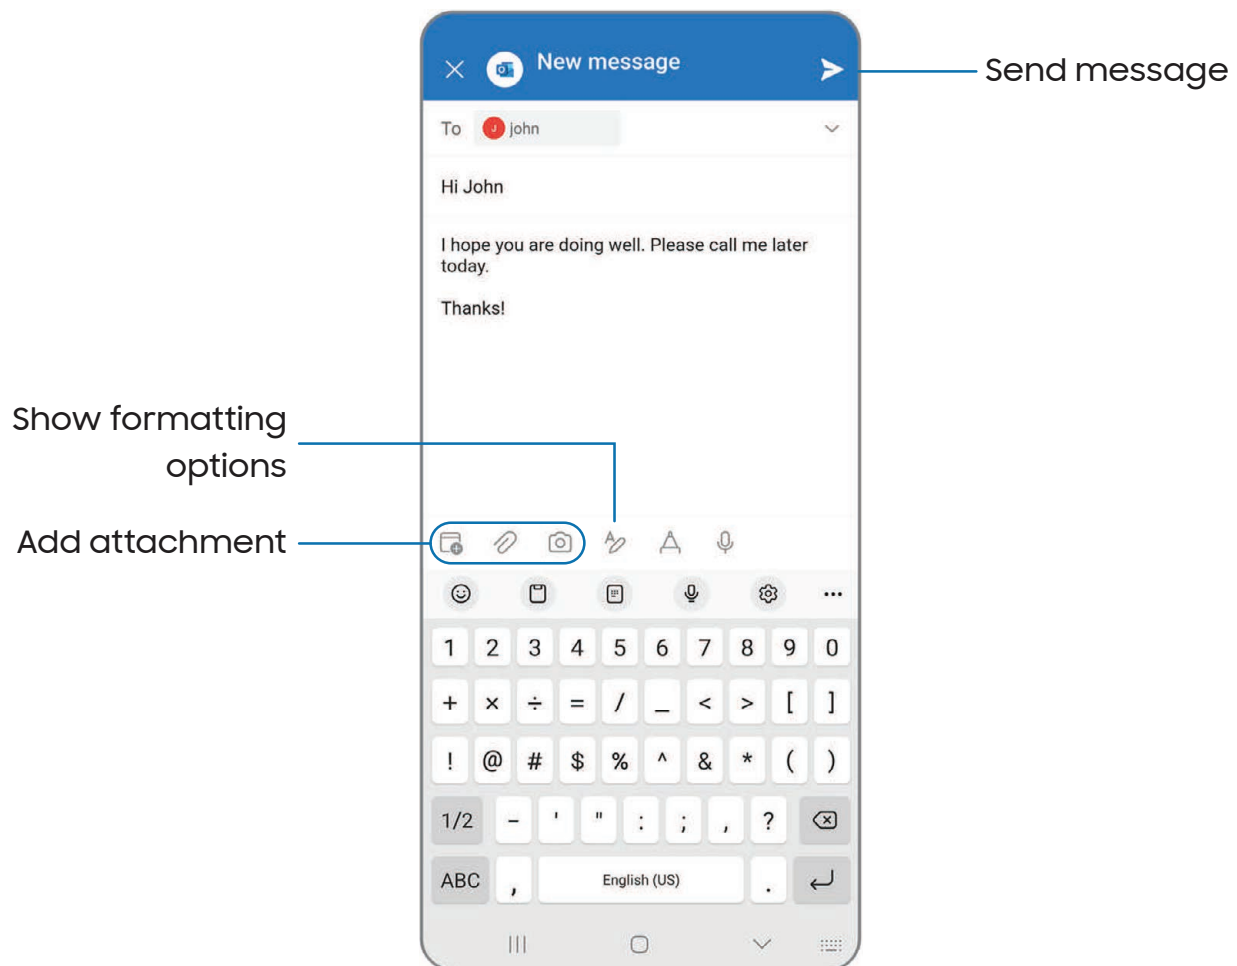 New message
Send message
To john
Hi John
I hope you are doing well. Please call me later
today.
Thanks!
Show formatting
options
Add attachment
1 2 3 4 5 6 7 8 9 0
+ × ÷ = / _ < > [ ]
! @ # $ % ^ & * ( )
1/2 - ' " : ; , ?
ABC , English (US) .